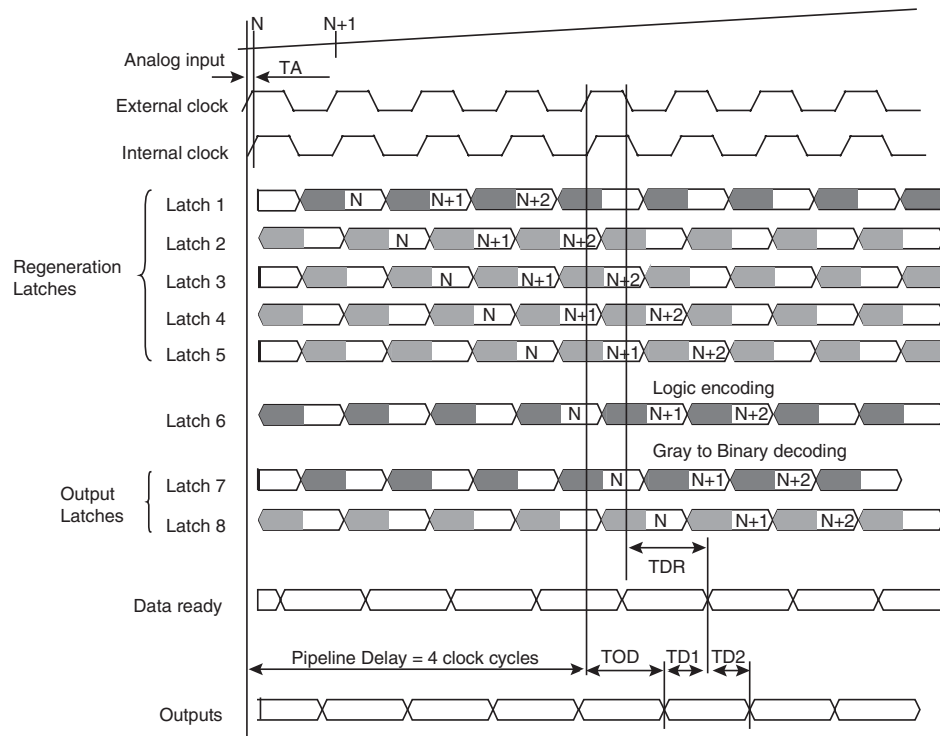 N N+1
Analog input
TA
External clock
Internal clock
Regeneration
Latches
Latch 1 N N+1 N+2
Latch 2 N N+1 N+2
Latch 3 N N+1 N+2
Latch 4 N N+1 N+2
Latch 5 N N+1 N+2
Logic encoding
Latch 6 N N+1 N+2
Gray to Binary decoding
Output
Latches
Latch 7 N N+1 N+2
Latch 8 N N+1 N+2
TDR
Data ready
Pipeline Delay = 4 clock cycles TOD TD1 TD2
Outputs